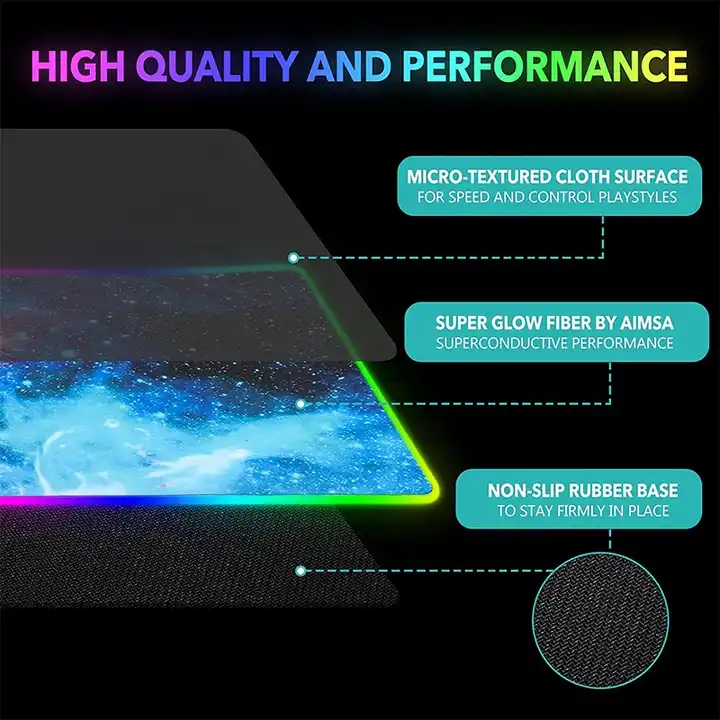 HIGH QUALITY AND PERFORMANCE
MICRO-TEXTURED CLOTH SURFACE
FOR SPEED AND CONTROL PLAYSTYLES
SUPER GLOW FIBER BY AIMSA
SUPERCONDUCTIVE PERFORMANCE
NON-SLIP RUBBER BASE
TO STAY FIRMLY IN PLACE